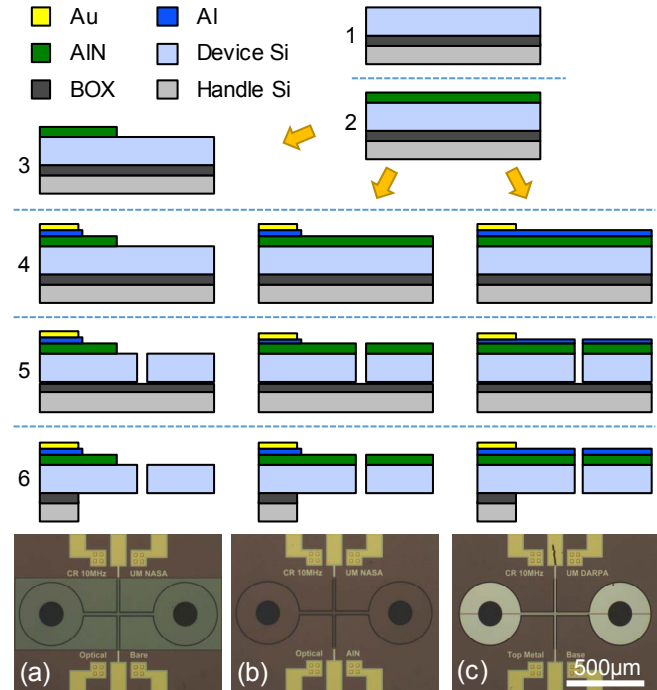 Au
Al
AlN
Device Si
BOX
Handle Si
1
2
3
4
5
6
CR 10MHz
UM NASA
Optical
Bare
(a)
CR 10MHz
UM NASA
Optical
AlN
(b)
CR 10MHz
UM DARPA
Top Metal
Base
(c)
500µm